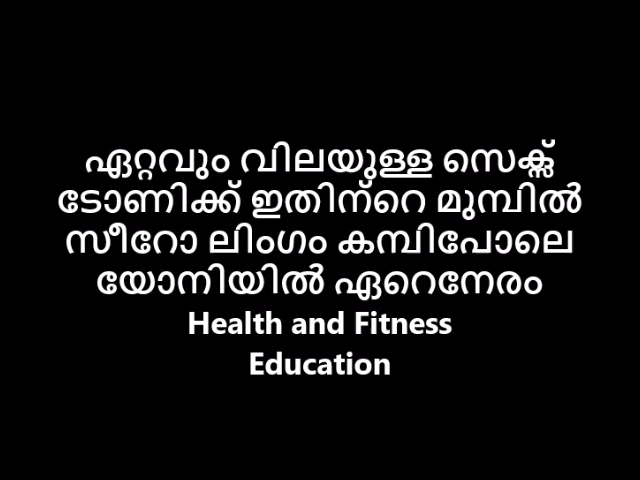 ഏറ്റവും വിലയുള്ള സെക്സ്
ടോണിക്ക് ഇതിന്റെ മുമ്പിൽ
സീറോ ലിംഗം കമ്പിപോലെ
യോനിയിൽ ഏറെനേരം
Health and Fitness
Education